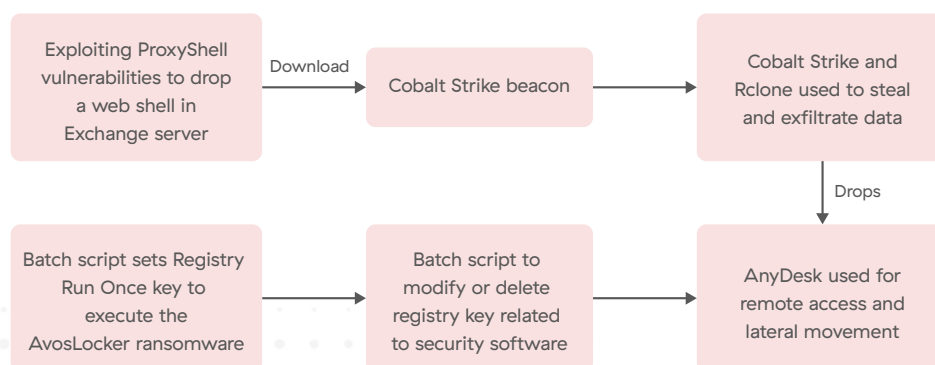 Exploiting ProxyShell
vulnerabilities to drop
a web shell in
Exchange server
Download
Cobalt Strike beacon
Cobalt Strike and
Rclone used to steal
and exfiltrate data
Drops
Batch script sets Registry
Run Once key to
execute the
AvosLocker ransomware
Batch script to
modify or delete
registry key related
to security software
AnyDesk used for
remote access and
lateral movement